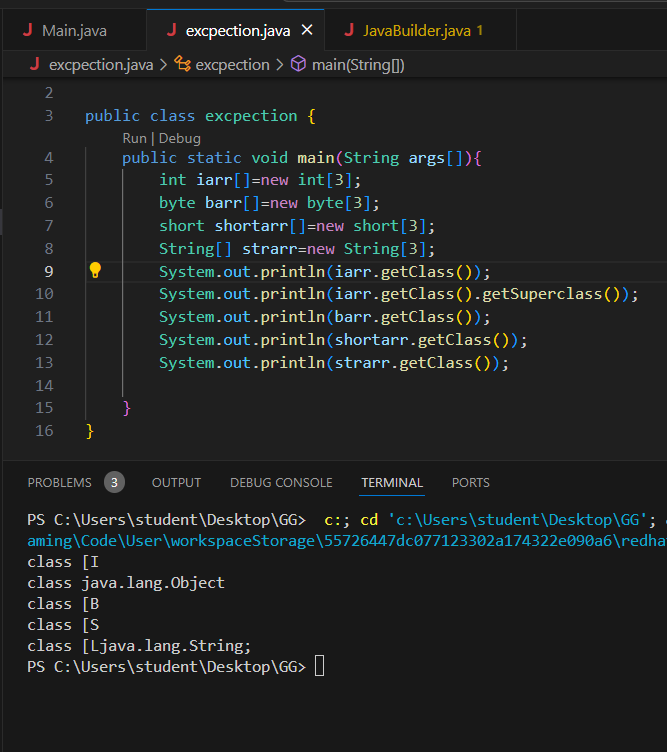 Main.java excpection.java JavaBuilder.java 1
excpection.java > excpection > main(String[])
2
3 public class excpection {
Run | Debug
4 public static void main(String args[]){
5 int iarr[]=new int[3];
6 byte barr[]=new byte[3];
7 short shortarr[]=new short[3];
8 String[] strarr=new String[3];
9 System.out.println(iarr.getClass());
10 System.out.println(iarr.getClass().getSuperclass());
11 System.out.println(barr.getClass());
12 System.out.println(shortarr.getClass());
13 System.out.println(strarr.getClass());
14
15 }
16 }
PROBLEMS 3 OUTPUT DEBUG CONSOLE TERMINAL PORTS
PS C:\Users\student\Desktop\GG> c:; cd 'c:\Users\student\Desktop\GG';
aming\Code\User\workspaceStorage\55726447dc077123302a174322e090a6\redha
class [I
class java.lang.Object
class [B
class [S
class [Ljava.lang.String;
PS C:\Users\student\Desktop\GG>